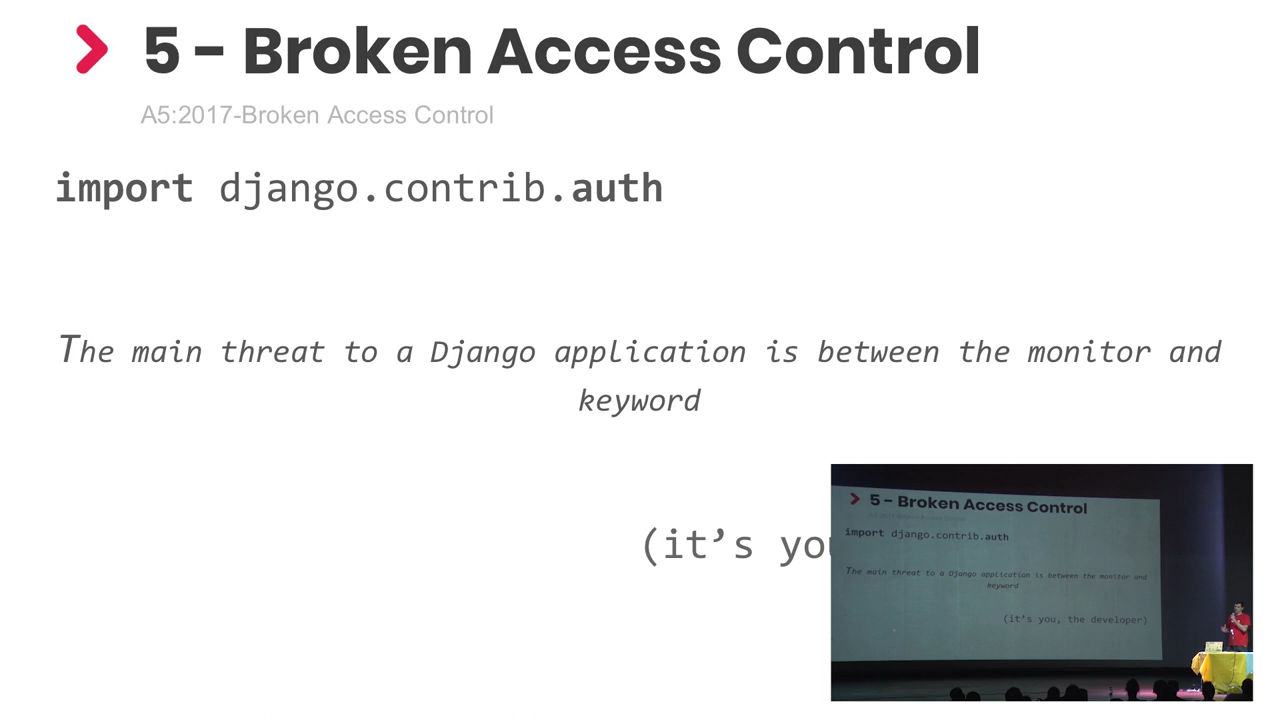 5 – Broken Access Control
A5:2017-Broken Access Control
import django.contrib.auth
The main threat to a Django application is between the monitor and
keyword
(it’s you
5 – Broken Access Control
import django.contrib.auth
The main threat to a Django application is between the monitor and
keyword
(it’s you, the developer)